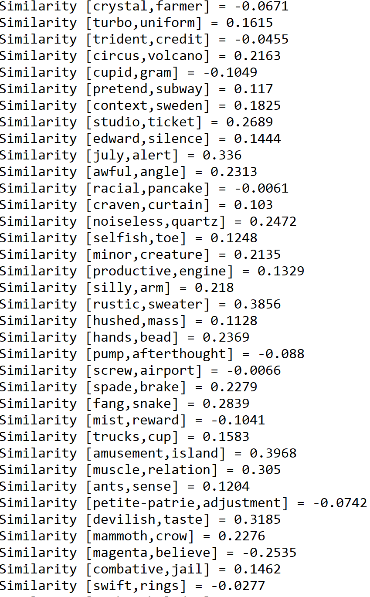 Similarity [crystal,farmer] = -0.0671
Similarity [turbo,uniform] = 0.1615
Similarity [trident,credit] = -0.0455
Similarity [circus,volcano] = 0.2163
Similarity [cupid,gram] = -0.1049
Similarity [pretend,subway] = 0.117
Similarity [context,sweden] = 0.1825
Similarity [studio,ticket] = 0.2689
Similarity [edward,silence] = 0.1444
Similarity [july,alert] = 0.336
Similarity [awful,angle] = 0.2313
Similarity [racial,pancake] = -0.0061
Similarity [craven,curtain] = 0.103
Similarity [noiseless,quartz] = 0.2472
Similarity [selfish,toe] = 0.1248
Similarity [minor,creature] = 0.2135
Similarity [productive,engine] = 0.1329
Similarity [silly,arm] = 0.218
Similarity [rustic,sweater] = 0.3856
Similarity [hushed,mass] = 0.1128
Similarity [hands,bead] = 0.2369
Similarity [pump,afterthought] = -0.088
Similarity [screw,airport] = -0.0066
Similarity [spade,brake] = 0.2279
Similarity [fang,snake] = 0.2839
Similarity [mist,reward] = -0.1041
Similarity [trucks,cup] = 0.1583
Similarity [amusement,island] = 0.3968
Similarity [muscle,relation] = 0.305
Similarity [ants,sense] = 0.1204
Similarity [petite-patrie,adjustment] = -0.0742
Similarity [devilish,taste] = 0.3185
Similarity [mammoth,crow] = 0.2276
Similarity [magenta,believe] = -0.2535
Similarity [combative,jail] = 0.1462
Similarity [swift,rings] = -0.0277